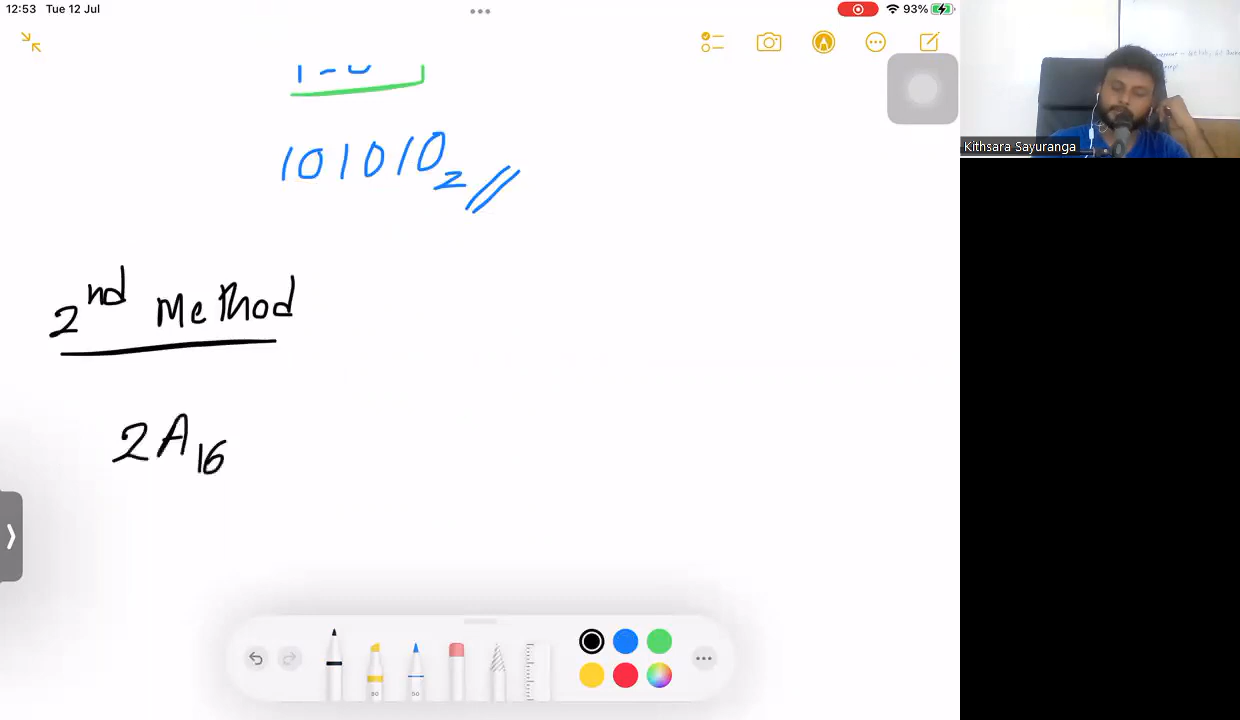 12:53 Tue 12 Jul
93%
101010₂
2nd Method
2A₁₆
Kithsara Sayuranga